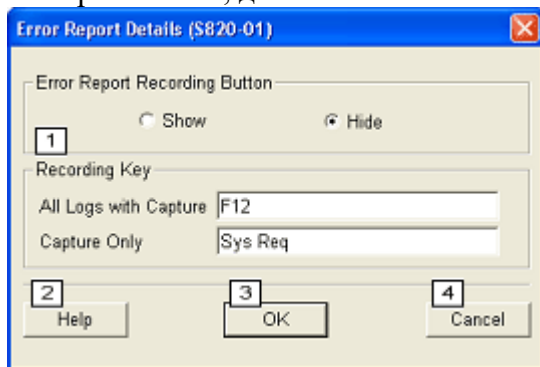 Error Report Details (S820-01)
Error Report Recording Button
Show Hide
1
Recording Key
All Logs with Capture F12
Capture Only Sys Req
2 3 4
Help OK Cancel